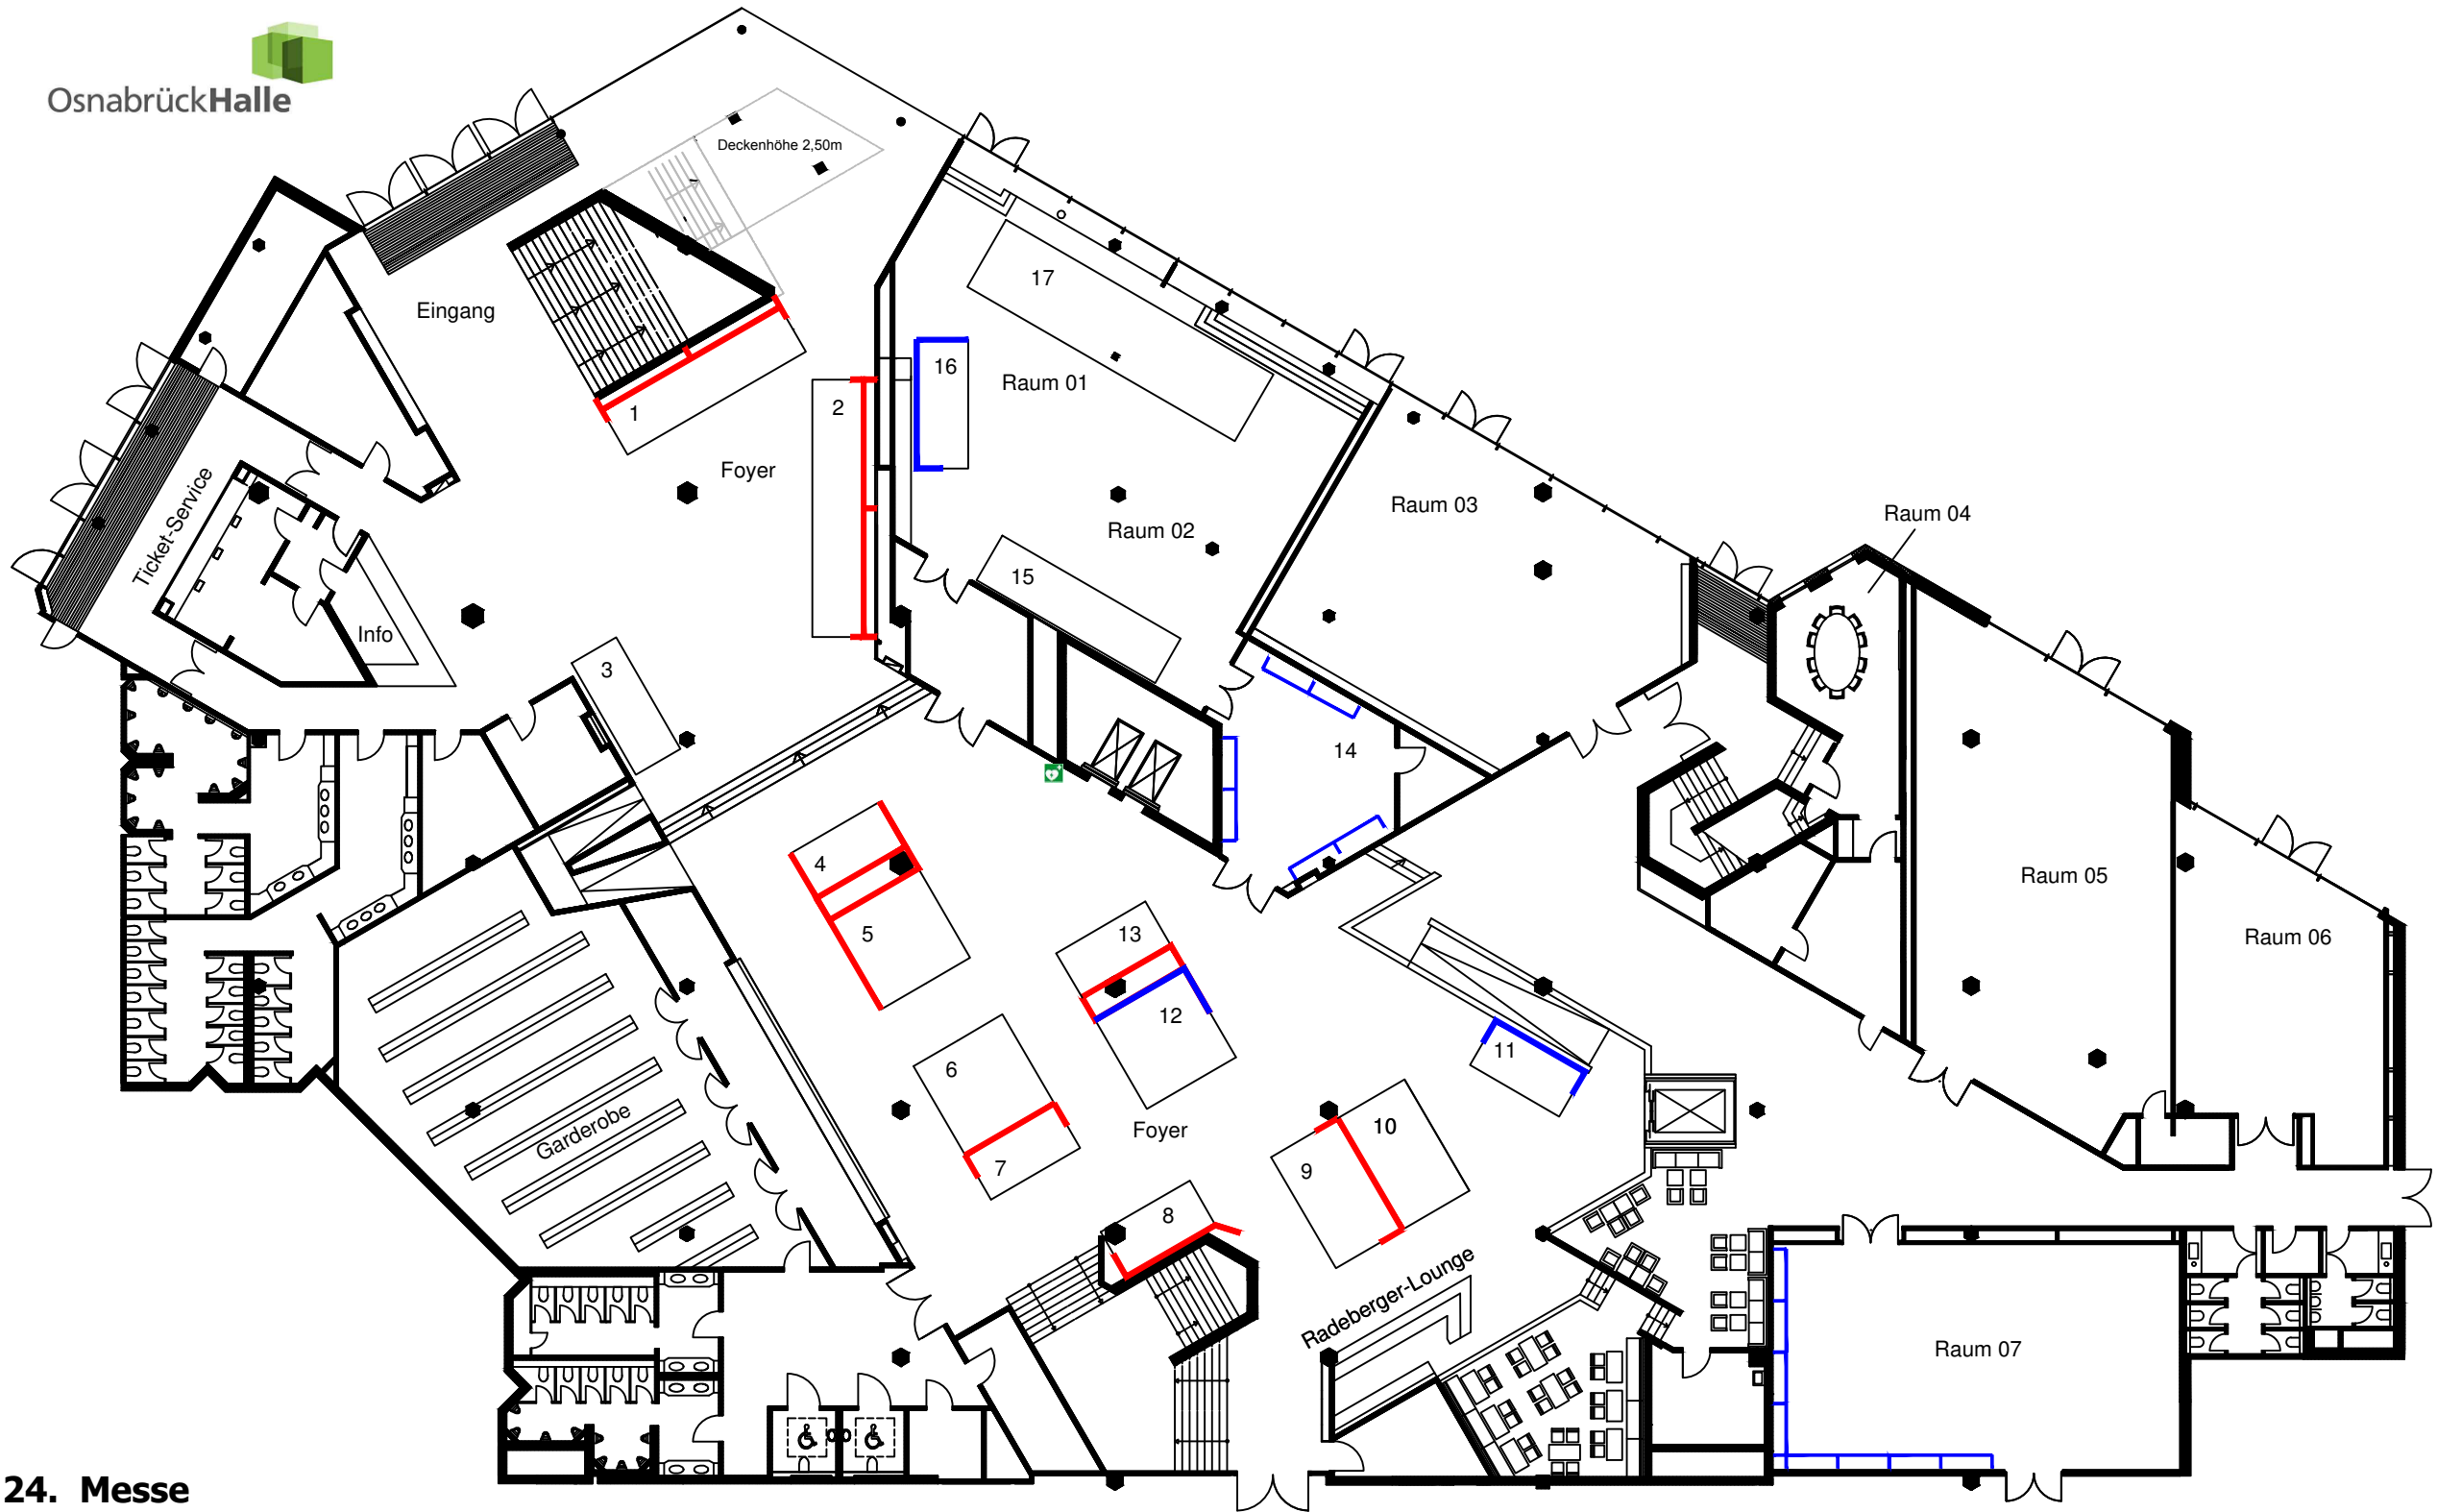 OsnabrückHalle
Deckenhöhe 2,50m
17
Eingang
16
Raum 01
2
1
Foyer
Raum 03
Raum 04
Ticket-Service
Raum 02
15
Info
3
14
4
Raum 05
5
13
Raum 06
12
11
6
Garderobe
Foyer
10
7
9
8
Radeberger-Lounge
Raum 07
24. Messe